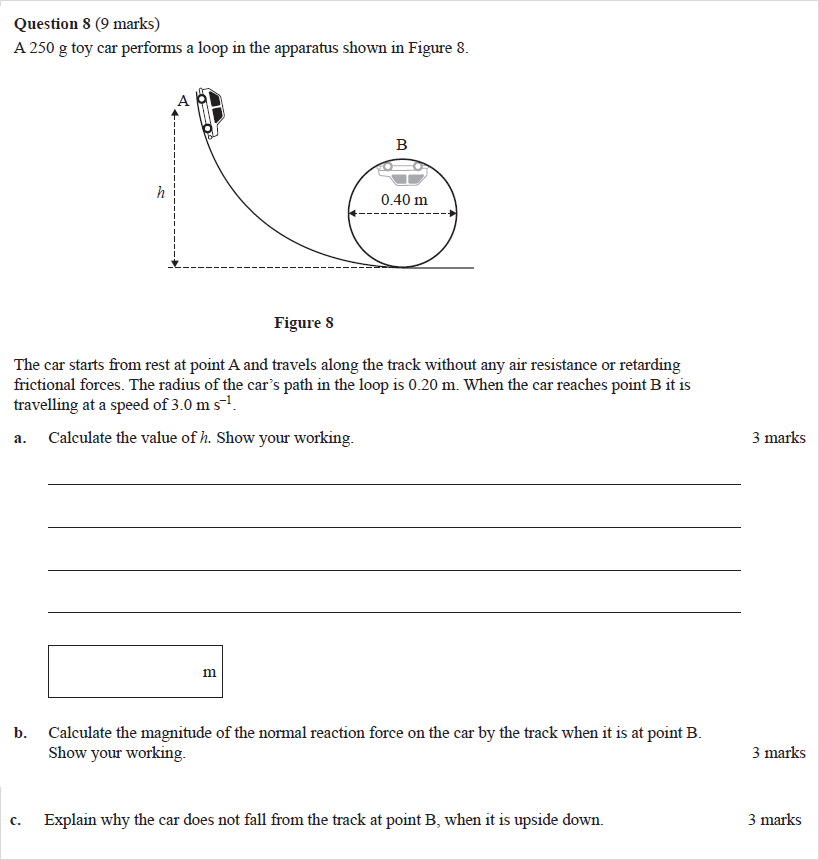 Question 8 (9 marks)
A 250 g toy car performs a loop in the apparatus shown in Figure 8.
A
B
h
0.40 m
Figure 8
The car starts from rest at point A and travels along the track without any air resistance or retarding
frictional forces. The radius of the car’s path in the loop is 0.20 m. When the car reaches point B it is
travelling at a speed of 3.0 m s⁻¹.
a. Calculate the value of h. Show your working. 3 marks
m
b. Calculate the magnitude of the normal reaction force on the car by the track when it is at point B.
Show your working. 3 marks
c. Explain why the car does not fall from the track at point B, when it is upside down. 3 marks